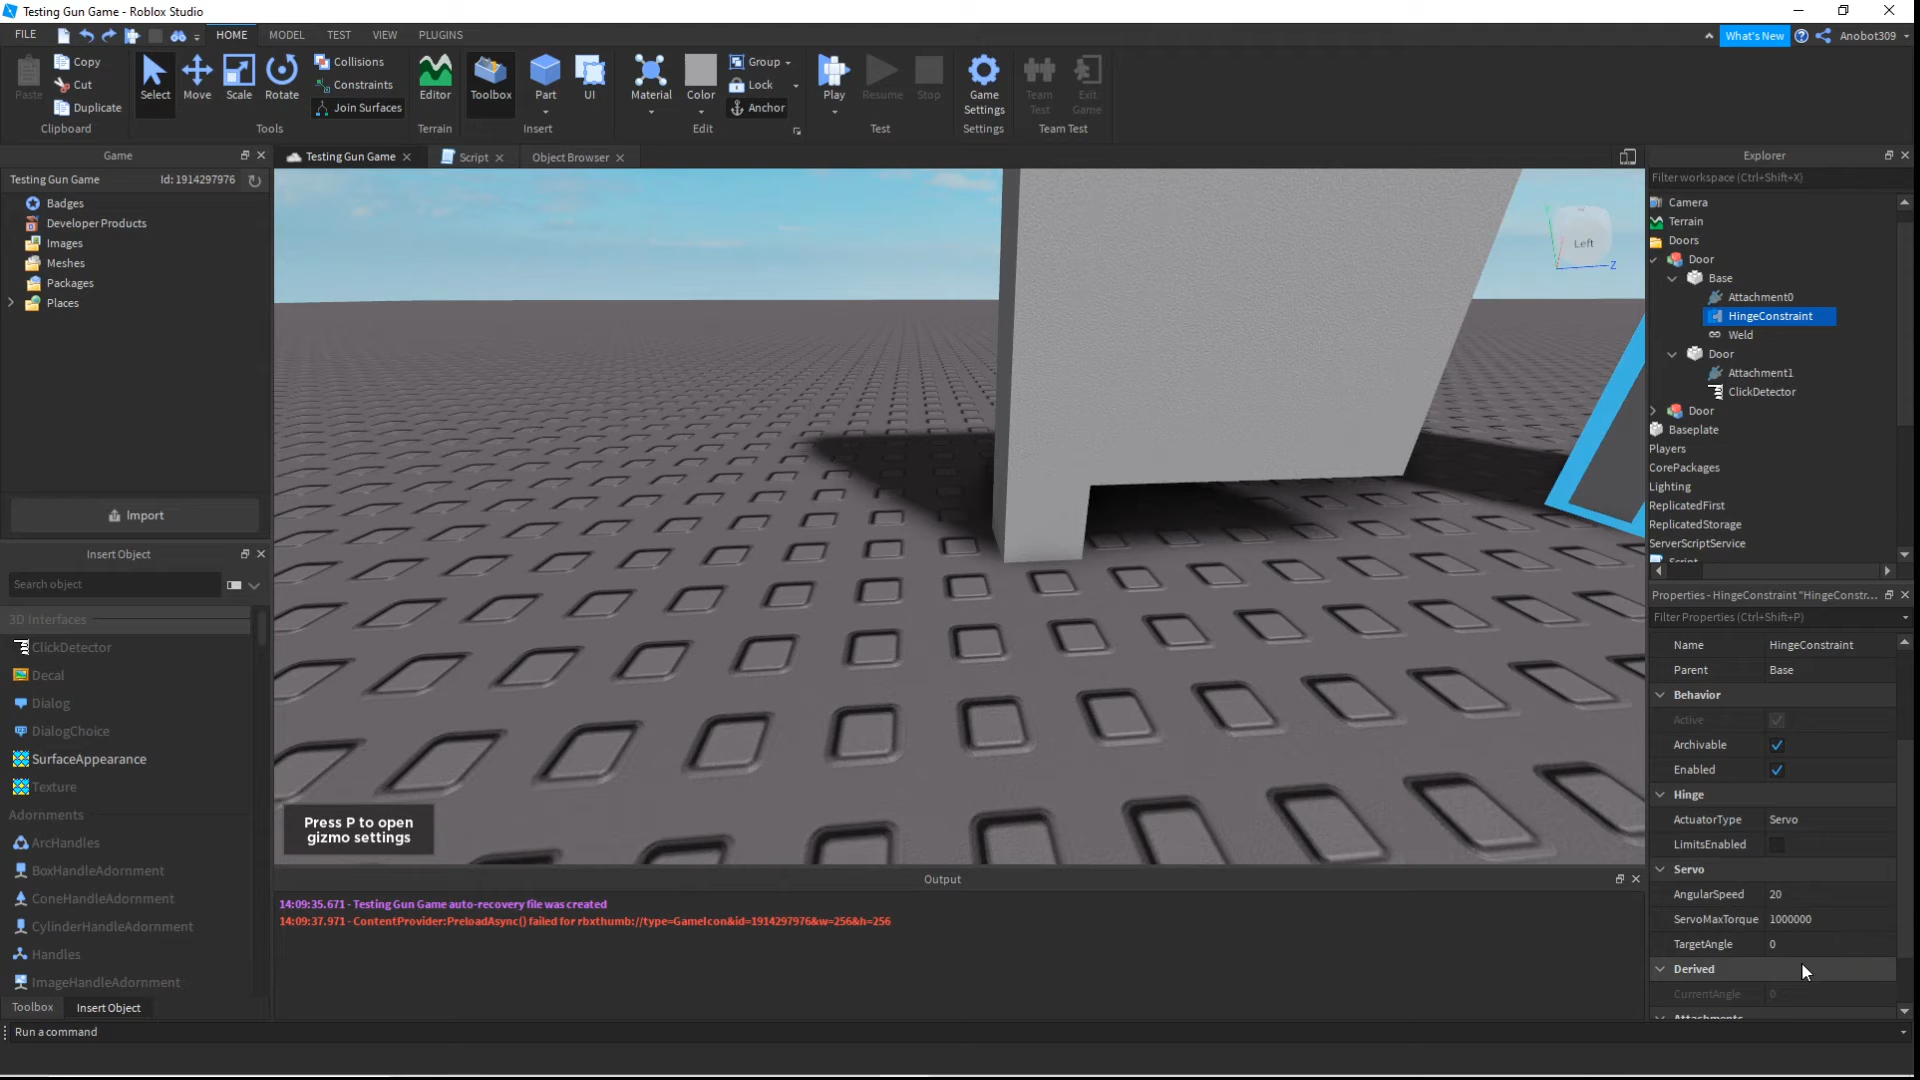 Testing Gun Game - Roblox Studio
FILE HOME MODEL TEST VIEW PLUGINS What's New Anobot309
Paste Copy Cut Duplicate Clipboard
Select Move Scale Rotate Collisions Constraints Join Surfaces Tools
Editor Terrain
Toolbox Part UI Insert
Material Color Group Lock Anchor Edit
Play Resume Stop Test
Game Settings Settings
Team Test Exit Game Team Test
Game
Testing Gun Game Id: 1914297976
Badges
Developer Products
Images
Meshes
Packages
Places
Import
Insert Object
Search object
3D Interfaces
ClickDetector
Decal
Dialog
DialogChoice
SurfaceAppearance
Texture
Adornments
ArcHandles
BoxHandleAdornment
ConeHandleAdornment
CylinderHandleAdornment
Handles
ImageHandleAdornment
Toolbox Insert Object
Run a command
Testing Gun Game Script Object Browser
Left
Z
Press P to open
gizmo settings
Output
14:09:35.671 - Testing Gun Game auto-recovery file was created
14:09:37.971 - ContentProvider:PreloadAsync() failed for rbxthumb://type=GameIcon&id=1914297976&w=256&h=256
Explorer
Filter workspace (Ctrl+Shift+X)
Camera
Terrain
Doors
Door
Base
Attachment0
HingeConstraint
Weld
Door
Attachment1
ClickDetector
Door
Baseplate
Players
CorePackages
Lighting
ReplicatedFirst
ReplicatedStorage
ServerScriptService
Script
Properties - HingeConstraint "HingeConstr...
Filter Properties (Ctrl+Shift+P)
Name HingeConstraint
Parent Base
Behavior
Active
Archivable
Enabled
Hinge
ActuatorType Servo
LimitsEnabled
Servo
AngularSpeed 20
ServoMaxTorque 1000000
TargetAngle 0
Derived
CurrentAngle 0
Attachments